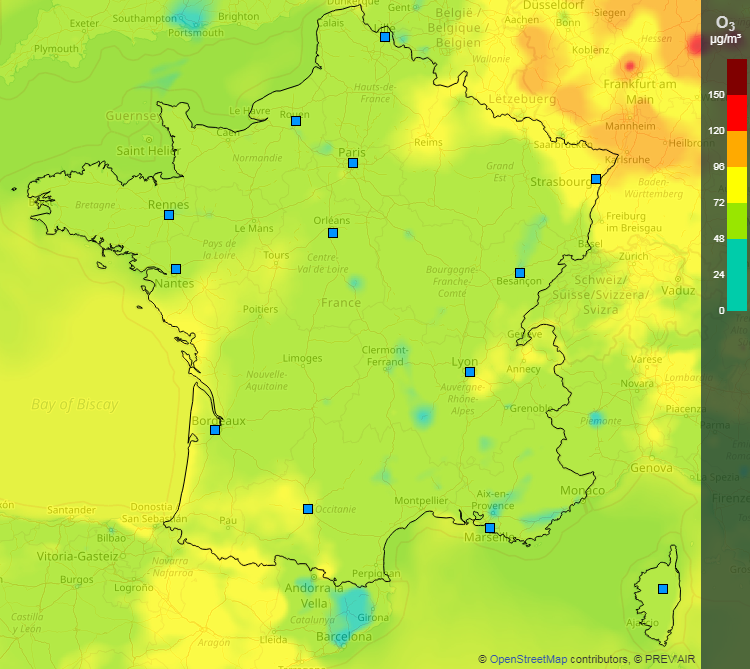 Dunkerque
Gent
België /
Belgique /
Belgien
Düsseldorf
Aachen
Bonn
Siegen
Hessen
Koblenz
Exeter
Southampton
Brighton
Portsmouth
Plymouth
Calais
Lille
Wallonie
Lëtzebuerg
Frankfurt am
Main
Mannheim
Heilbronn
Saarbrücken
Karlsruhe
Baden-
Württemberg
Hauts-de-
France
Guernsey
Le Havre
Rouen
Caen
Saint Helier
Normandie
Paris
Reims
Grand
Est
Strasbourg
Freiburg
im Breisgau
Bretagne
Rennes
Le Mans
Orléans
Pays de
la Loire
Tours
Centre-
Val de Loire
Bourgogne-
Franche-
Comté
Besançon
Basel
Zürich
Vaduz
Schweiz/
Suisse/Svizzera/
Svizra
Nantes
Poitiers
France
Genève
Limoges
Clermont-
Ferrand
Lyon
Annecy
Varese
Novara
Piacenza
Parma
Nouvelle-
Aquitaine
Auvergne
Rhône-
Alpes
Grenoble
Piemonte
Bay of Biscay
Bordeaux
Genova
La Spezia
Firenze
Monaco
Aix-en-
Provence
Marseille
Montpellier
Occitanie
Santander
Donostia
San Sebastián
Bilbao
Pau
Vitoria-Gasteiz
Burgos
Logroño
Navarra
Nafarroa
Perpignan
Andorra la
Vella
Girona
Catalunya
Barcelona
Lleida
Aragón
Castilla
y León
Ajaccio
O3
µg/m³
150
120
96
72
48
24
0
© OpenStreetMap contributors, © PREV'AIR